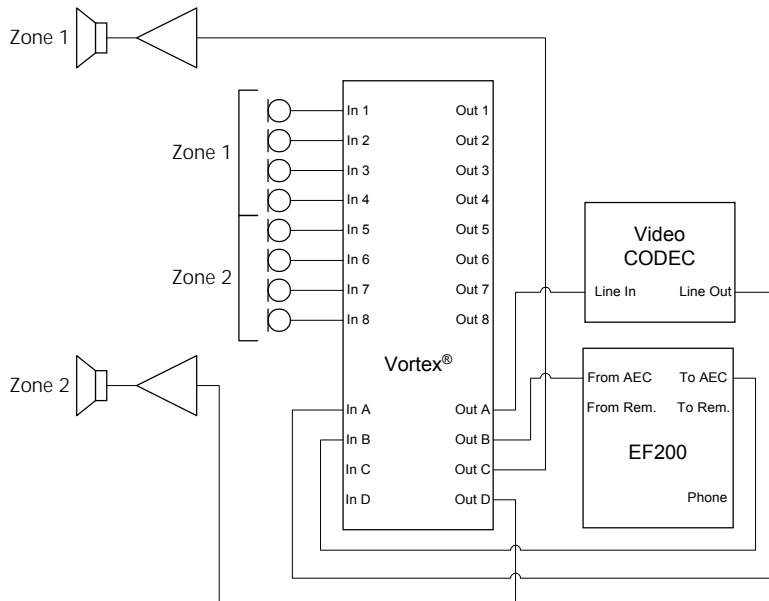 Zone 1
Zone 1
Zone 2
Zone 2
In 1 Out 1
In 2 Out 2
In 3 Out 3
In 4 Out 4
In 5 Out 5
In 6 Out 6
In 7 Out 7
In 8 Out 8
Vortex®
In A Out A
In B Out B
In C Out C
In D Out D
Video
CODEC
Line In Line Out
From AEC To AEC
From Rem. To Rem.
EF200
Phone